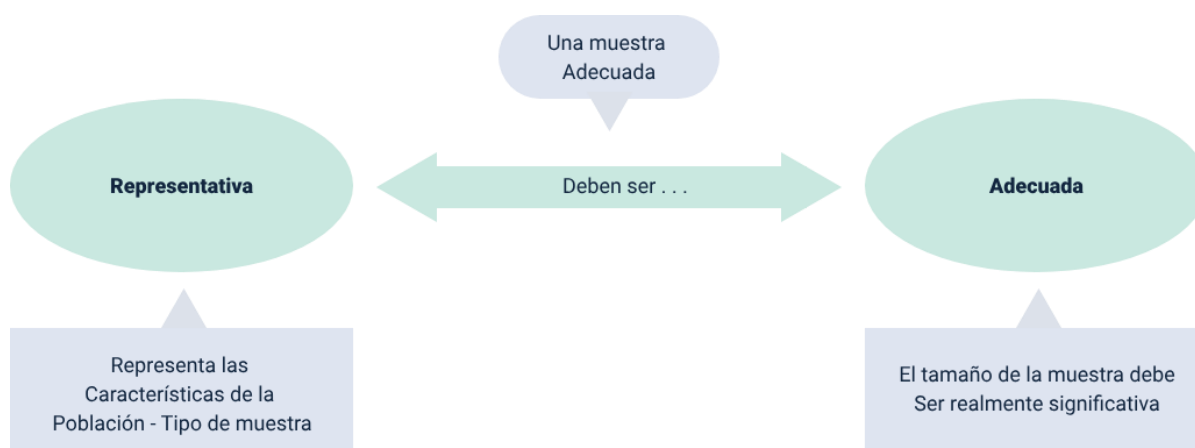 Una muestra
Adecuada
Representativa
Deben ser . . .
Adecuada
Representa las
Características de la
Población - Tipo de muestra
El tamaño de la muestra debe
Ser realmente significativa